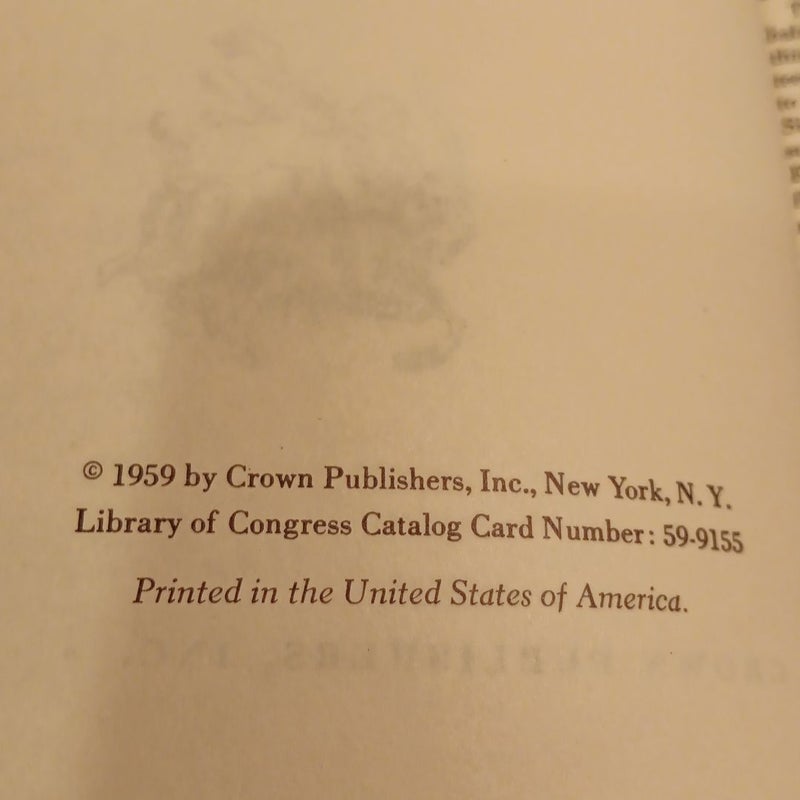 © 1959 by Crown Publishers, Inc., New York, N.Y.
Library of Congress Catalog Card Number: 59-9155
Printed in the United States of America.